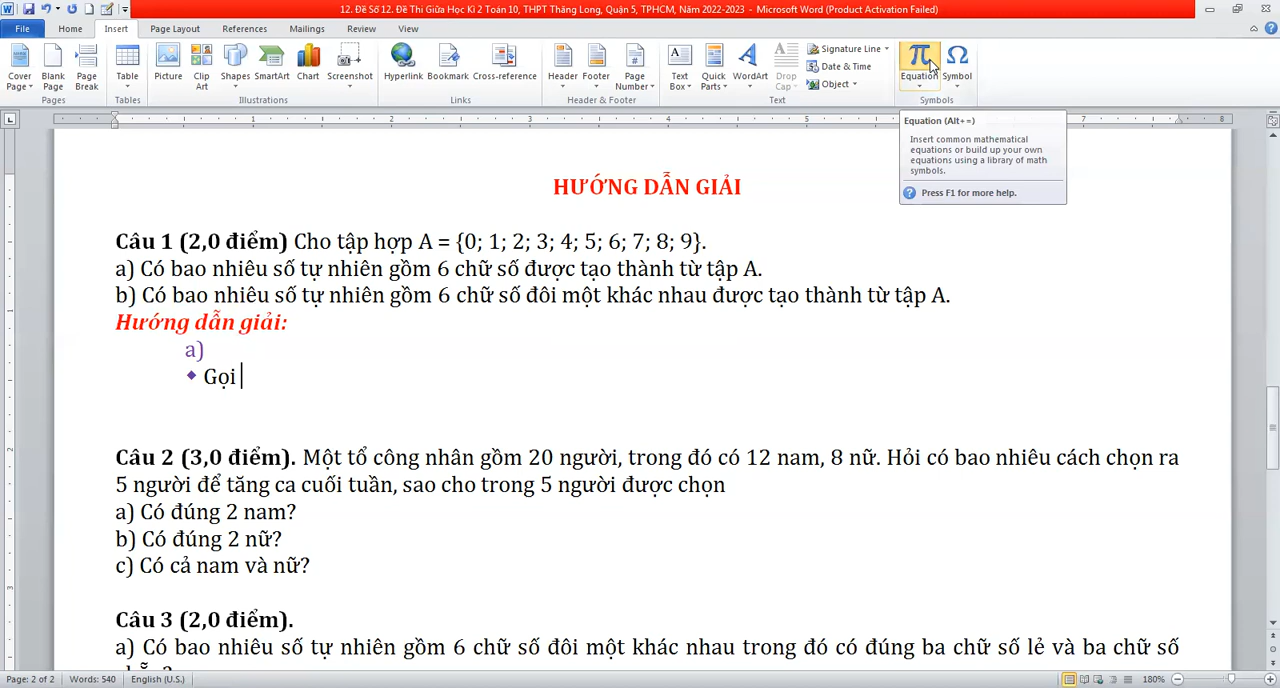 12. Đề Số 12. Đề Thi Giữa Học Kì 2 Toán 10, THPT Thăng Long, Quận 5, TPHCM, Năm 2022-2023 - Microsoft Word (Product Activation Failed)
File Home Insert Page Layout References Mailings Review View
Cover Page Blank Page Page Break Table Picture Clip Art Shapes SmartArt Chart Screenshot Hyperlink Bookmark Cross-reference Header Footer Page Number Text Box Quick Parts WordArt Drop Cap Signature Line Date & Time Object Equation Symbol
Pages Tables Illustrations Links Header & Footer Text Symbols
1 2 3 4 5 7 8
Equation (Alt+=)
Insert common mathematical
equations or build up your own
equations using a library of math
symbols.
Press F1 for more help.
HƯỚNG DẪN GIẢI
Câu 1 (2,0 điểm) Cho tập hợp A = {0; 1; 2; 3; 4; 5; 6; 7; 8; 9}.
a) Có bao nhiêu số tự nhiên gồm 6 chữ số được tạo thành từ tập A.
b) Có bao nhiêu số tự nhiên gồm 6 chữ số đôi một khác nhau được tạo thành từ tập A.
Hướng dẫn giải:
a)
Gọi
Câu 2 (3,0 điểm). Một tổ công nhân gồm 20 người, trong đó có 12 nam, 8 nữ. Hỏi có bao nhiêu cách chọn ra
5 người để tăng ca cuối tuần, sao cho trong 5 người được chọn
a) Có đúng 2 nam?
b) Có đúng 2 nữ?
c) Có cả nam và nữ?
Câu 3 (2,0 điểm).
a) Có bao nhiêu số tự nhiên gồm 6 chữ số đôi một khác nhau trong đó có đúng ba chữ số lẻ và ba chữ số
Page: 2 of 2 Words: 540 English (U.S.) 180%